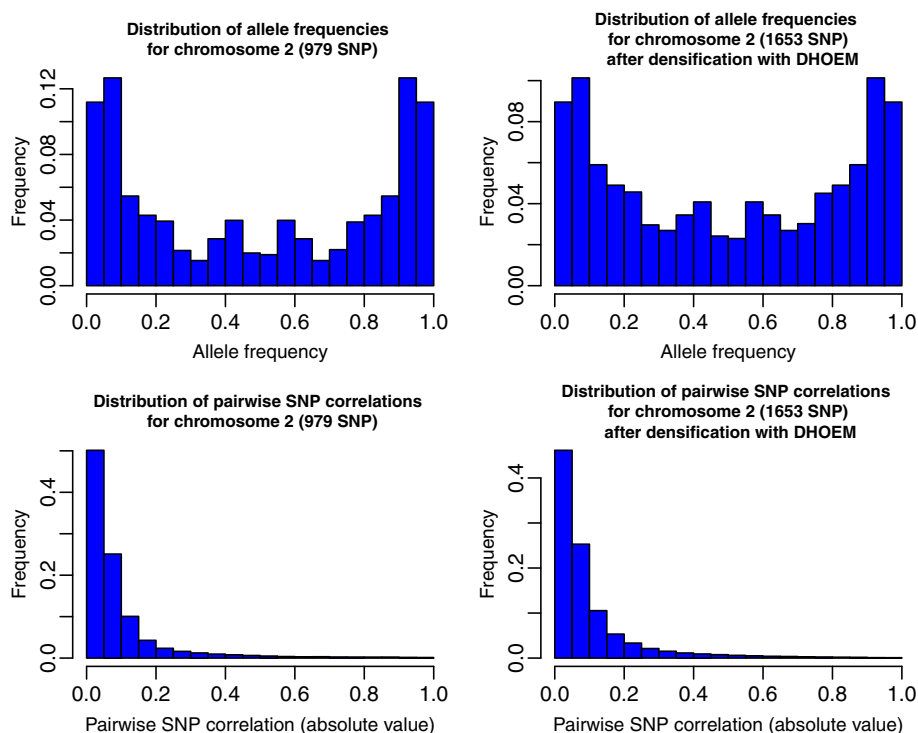 Distribution of allele frequencies
for chromosome 2 (979 SNP)
Frequency
0.00 0.04 0.08 0.12
0.0 0.2 0.4 0.6 0.8 1.0
Allele frequency
Distribution of allele frequencies
for chromosome 2 (1653 SNP)
after densification with DHOEM
Frequency
0.00 0.04 0.08
0.0 0.2 0.4 0.6 0.8 1.0
Allele frequency
Distribution of pairwise SNP correlations
for chromosome 2 (979 SNP)
Frequency
0.0 0.2 0.4
0.0 0.2 0.4 0.6 0.8 1.0
Pairwise SNP correlation (absolute value)
Distribution of pairwise SNP correlations
for chromosome 2 (1653 SNP)
after densification with DHOEM
Frequency
0.0 0.2 0.4
0.0 0.2 0.4 0.6 0.8 1.0
Pairwise SNP correlation (absolute value)